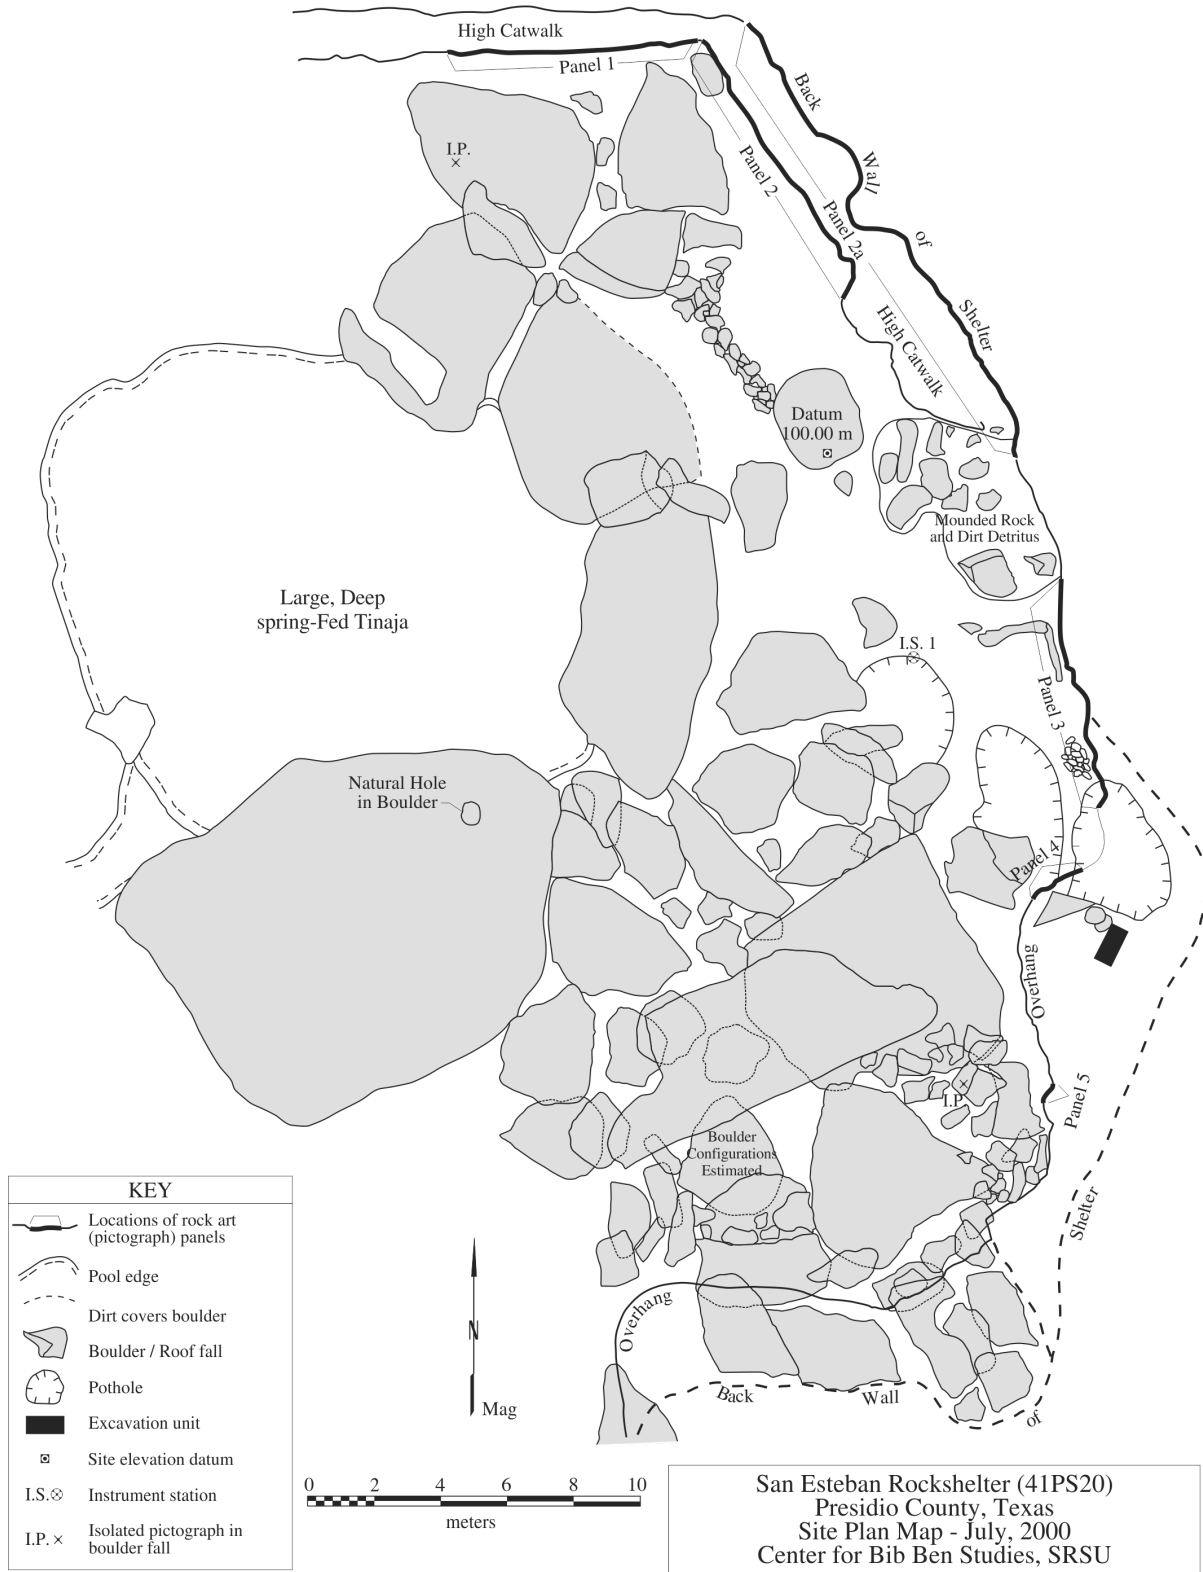 High Catwalk
Panel 1
Back
Wall
of
Shelter
I.P.
Panel 2
Panel 2a
High Catwalk
Datum
100.00 m
Mounded Rock
and Dirt Detritus
Large, Deep
spring-Fed Tinaja
I.S. 1
Panel 3
Natural Hole
in Boulder
Panel 4
Overhang
I.P.
Panel 5
Boulder
Configurations
Estimated
Shelter
Overhang
Back
Wall
of
N
Mag
KEY
Locations of rock art
(pictograph) panels
Pool edge
Dirt covers boulder
Boulder / Roof fall
Pothole
Excavation unit
Site elevation datum
I.S. Instrument station
I.P. Isolated pictograph in
boulder fall
0 2 4 6 8 10
meters
San Esteban Rockshelter (41PS20)
Presidio County, Texas
Site Plan Map - July, 2000
Center for Bib Ben Studies, SRSU